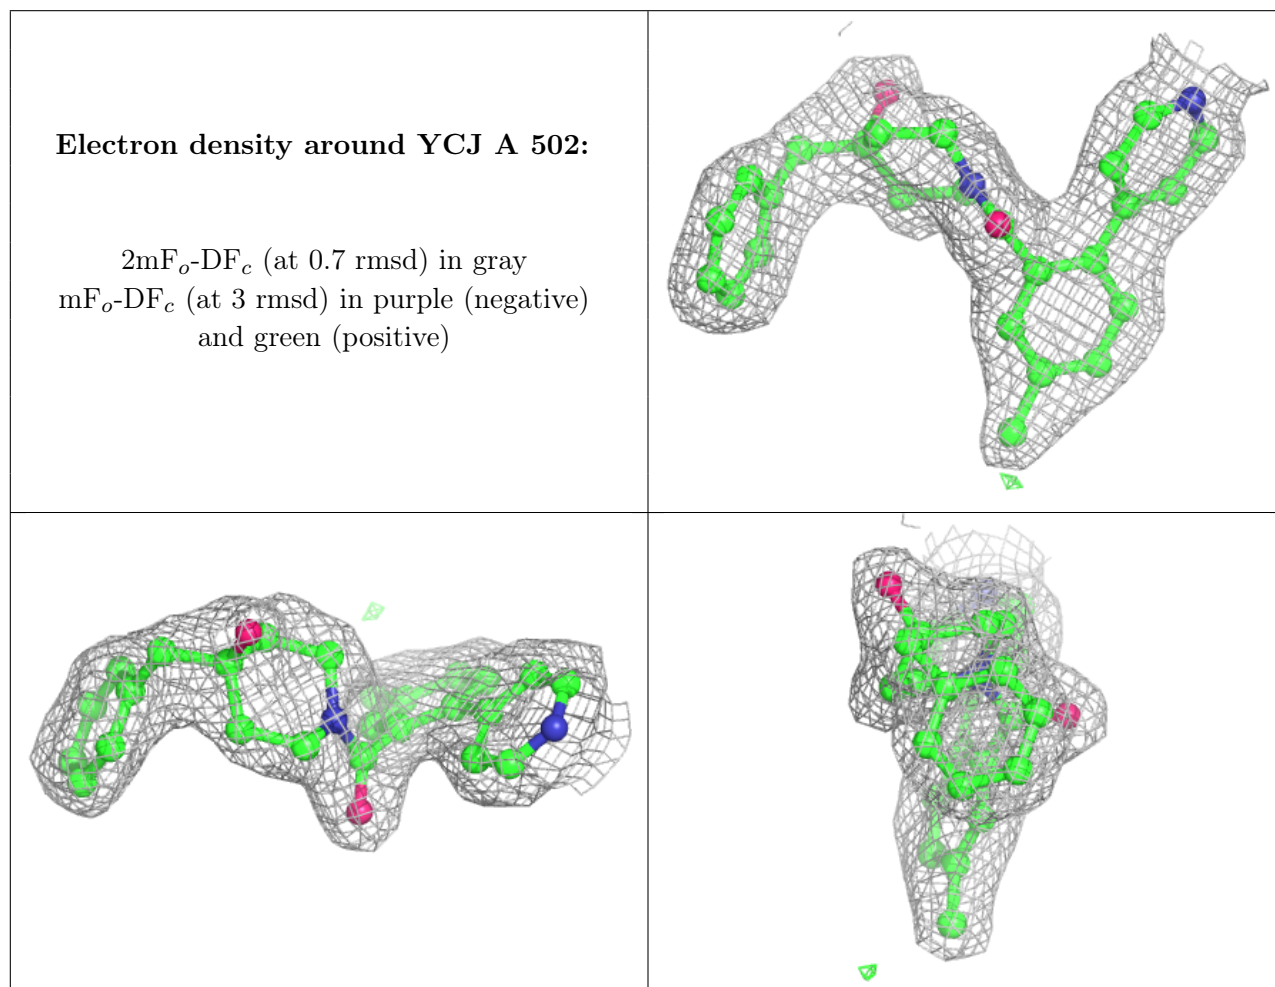 Electron density around YCJ A 502:
2mFo-DFc (at 0.7 rmsd) in gray
mFo-DFc (at 3 rmsd) in purple (negative)
and green (positive)